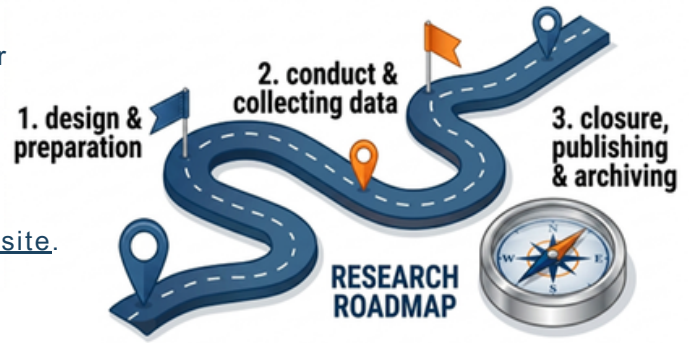 r
1. design &
preparation
2. conduct &
collecting data
3. closure,
publishing
& archiving
site.
RESEARCH
ROADMAP
N
W E
S